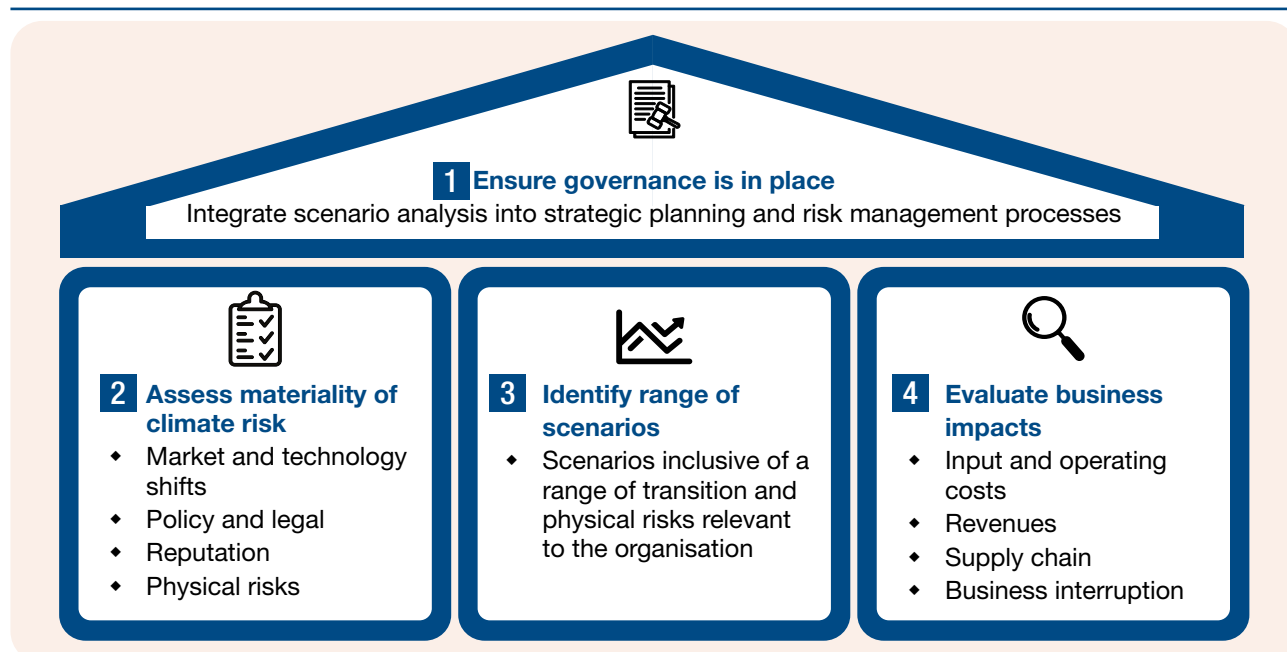 1 Ensure governance is in place
Integrate scenario analysis into strategic planning and risk management processes
2 Assess materiality of
climate risk
◆ Market and technology
shifts
◆ Policy and legal
◆ Reputation
◆ Physical risks
3 Identify range of
scenarios
◆ Scenarios inclusive of a
range of transition and
physical risks relevant
to the organisation
4 Evaluate business
impacts
◆ Input and operating
costs
◆ Revenues
◆ Supply chain
◆ Business interruption